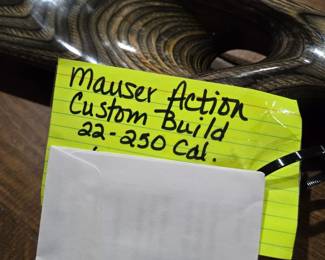 Mauser Action
Custom Build
22-250 Cal.